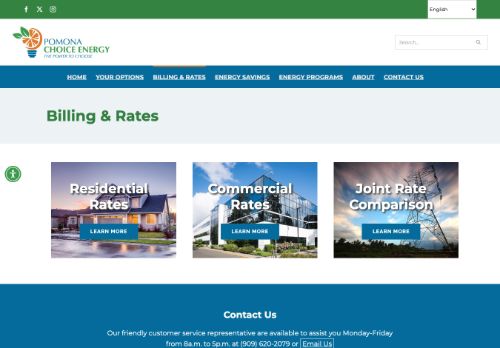 English
POMONA
CHOICE ENERGY
THE POWER TO CHOOSE
Search...
HOME YOUR OPTIONS BILLING & RATES ENERGY SAVINGS ENERGY PROGRAMS ABOUT CONTACT US
Billing & Rates
Residential
Rates
LEARN MORE
Commercial
Rates
LEARN MORE
Joint Rate
Comparison
LEARN MORE
Contact Us
Our friendly customer service representative are available to assist you Monday-Friday
from 8a.m. to 5p.m. at (909) 620-2079 or Email Us